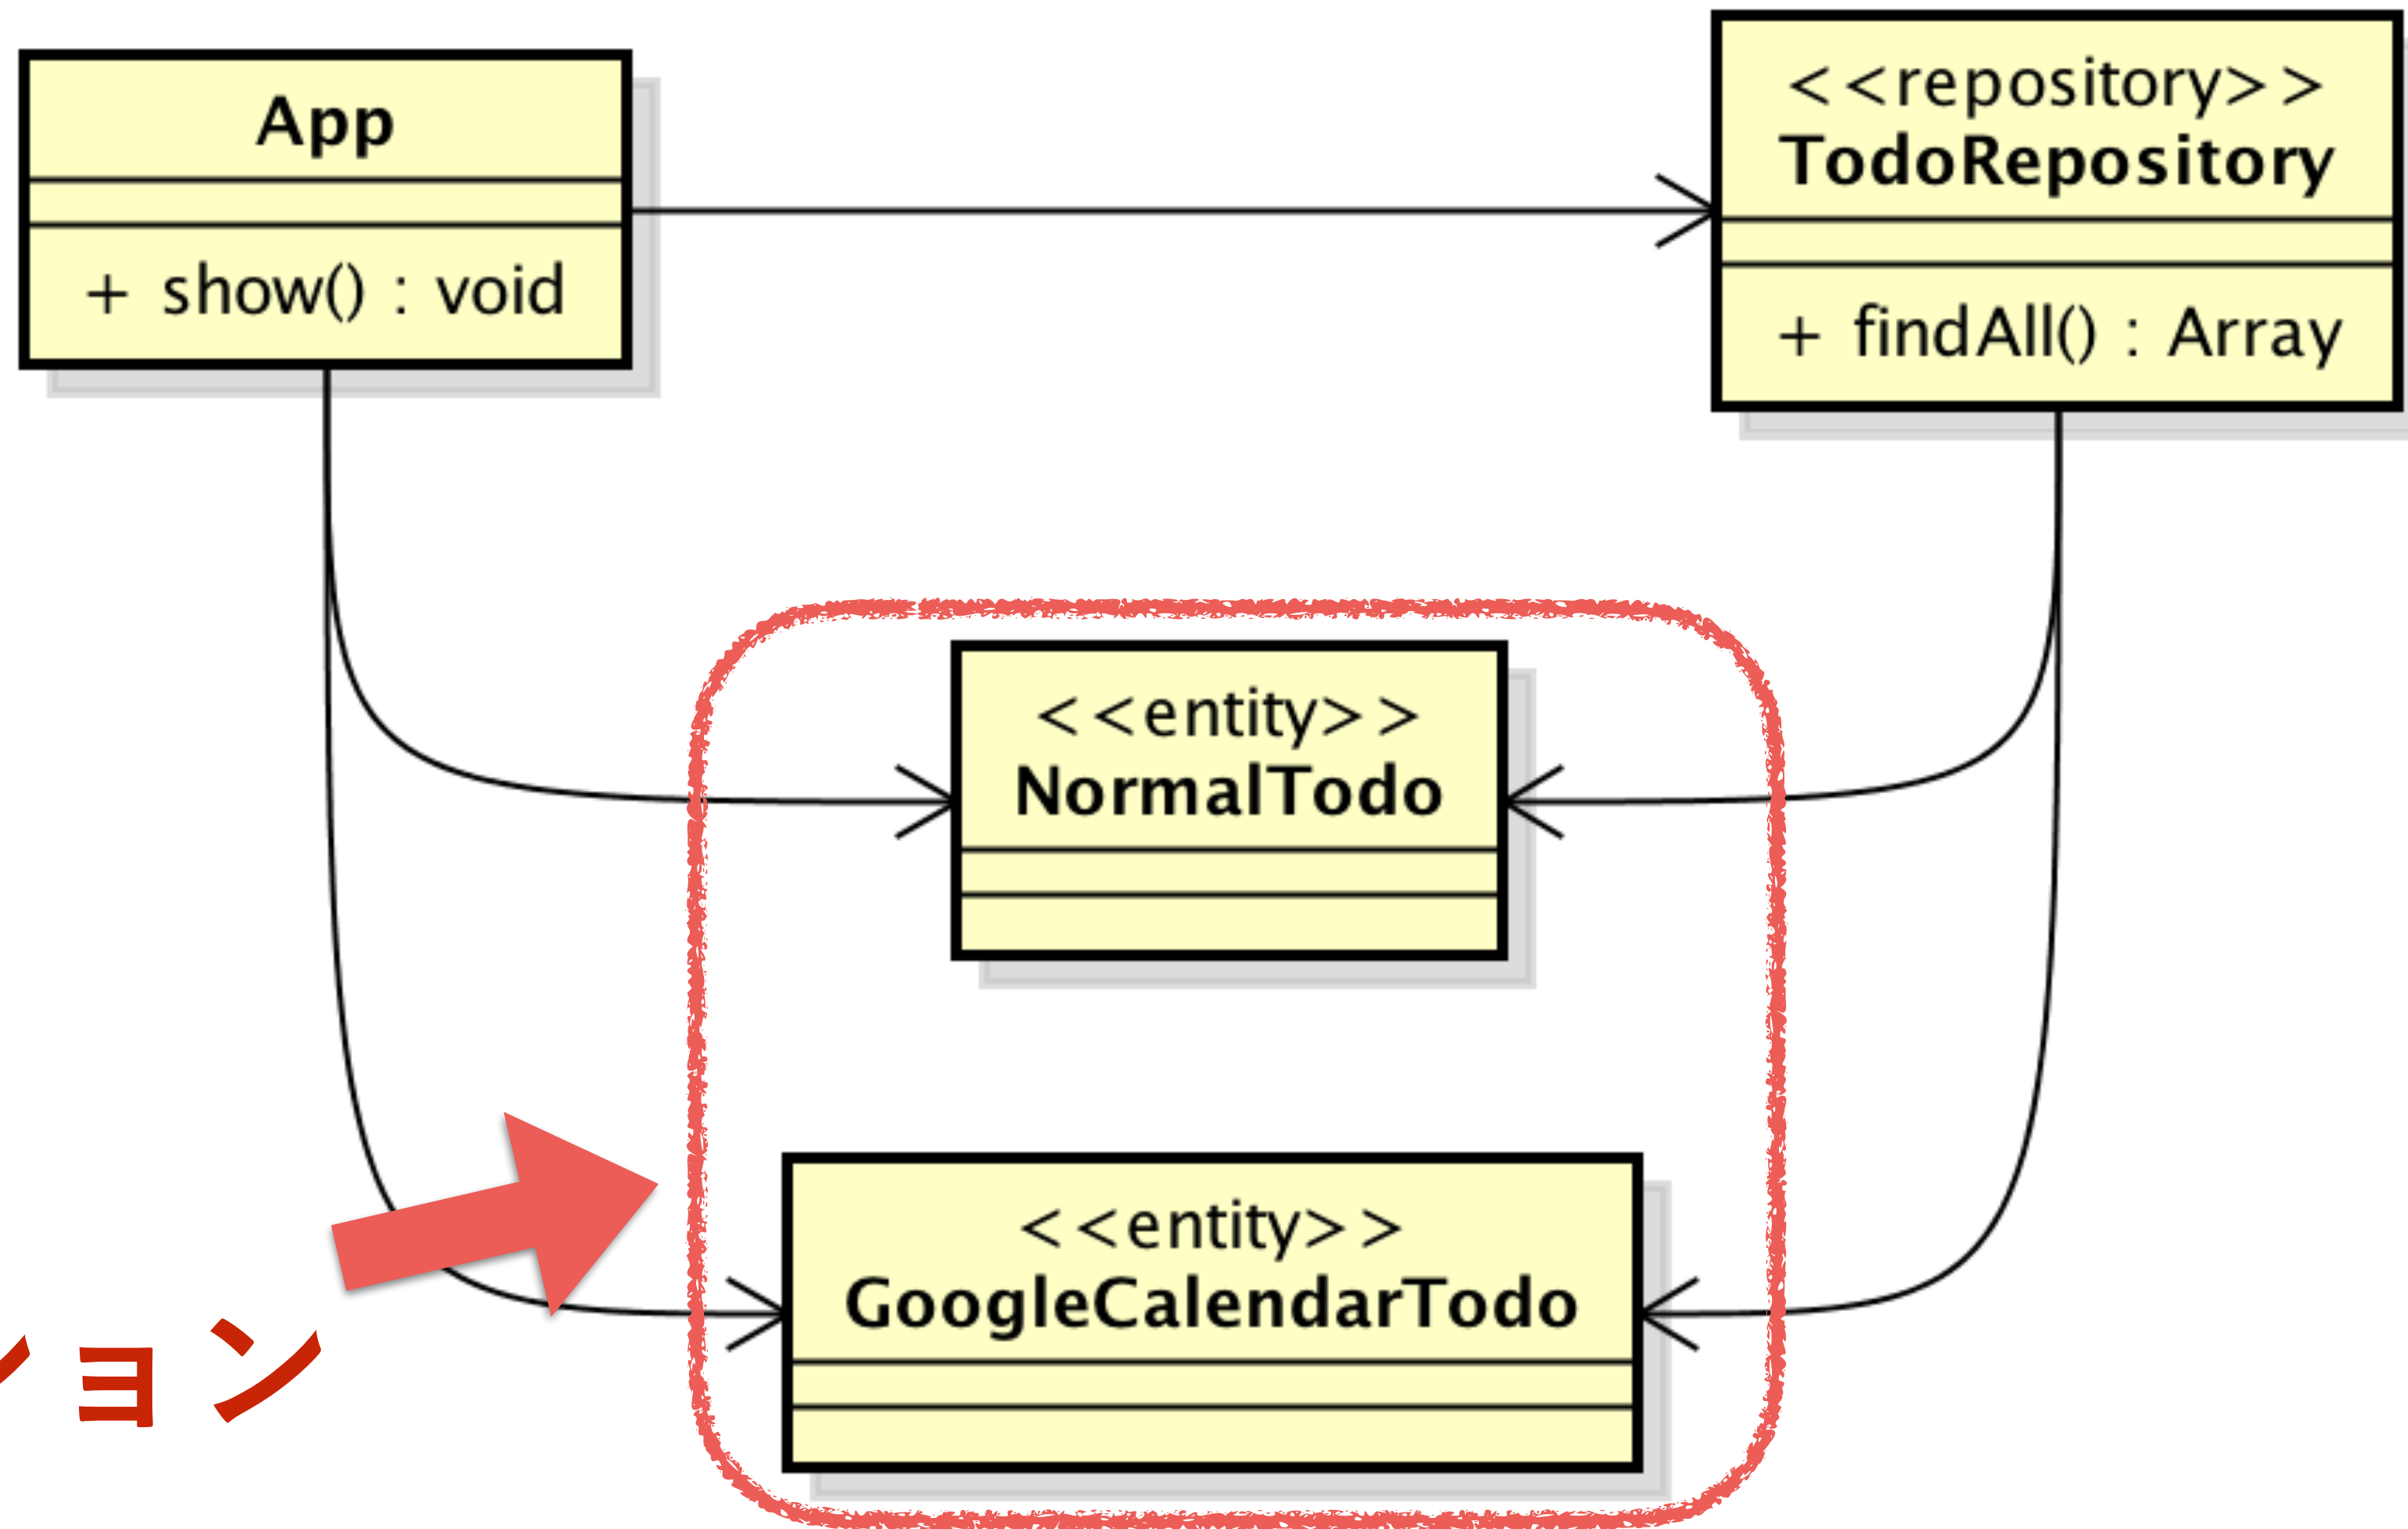 App
+ show() : void
<<repository>>
TodoRepository
+ findAll() : Array
<<entity>>
NormalTodo
<<entity>>
GoogleCalendarTodo
ョン